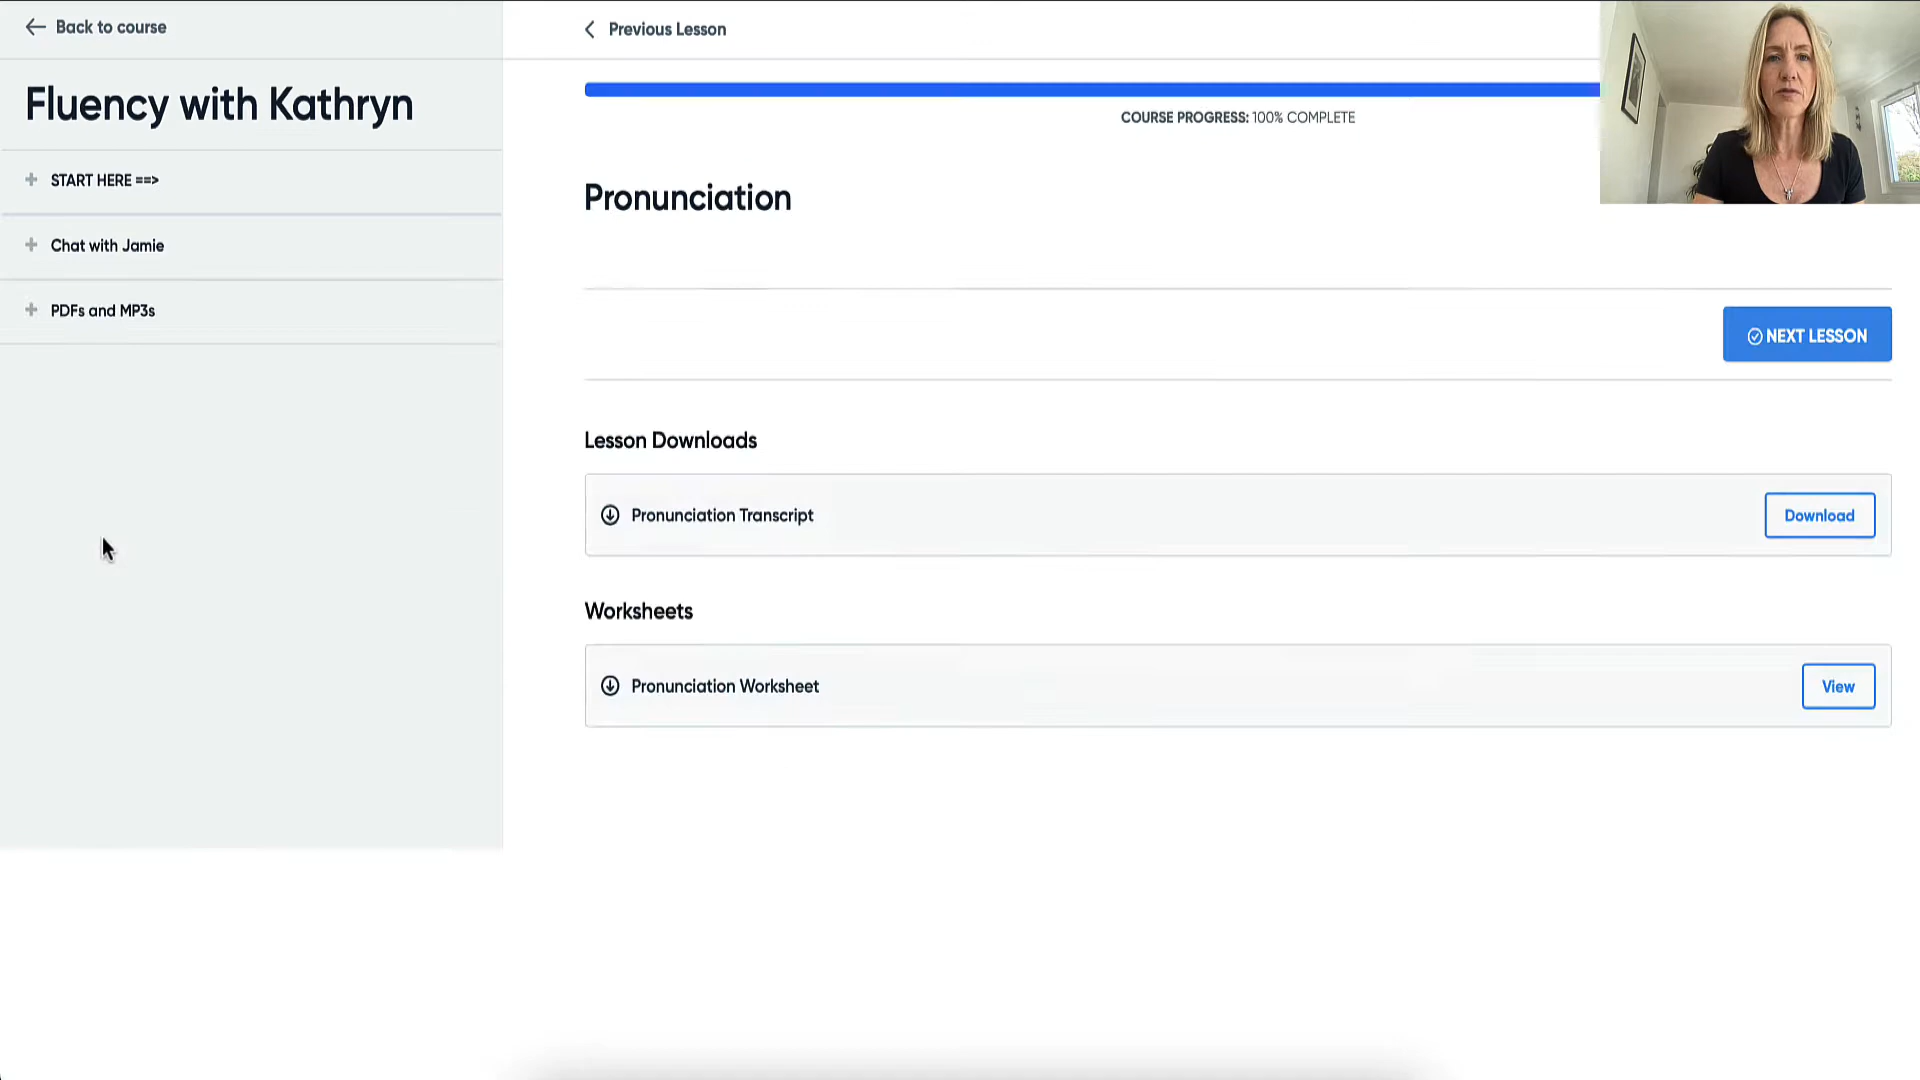 Back to course
Fluency with Kathryn
START HERE ==>
Chat with Jamie
PDFs and MP3s
Previous Lesson
COURSE PROGRESS: 100% COMPLETE
Pronunciation
NEXT LESSON
Lesson Downloads
Pronunciation Transcript
Download
Worksheets
Pronunciation Worksheet
View